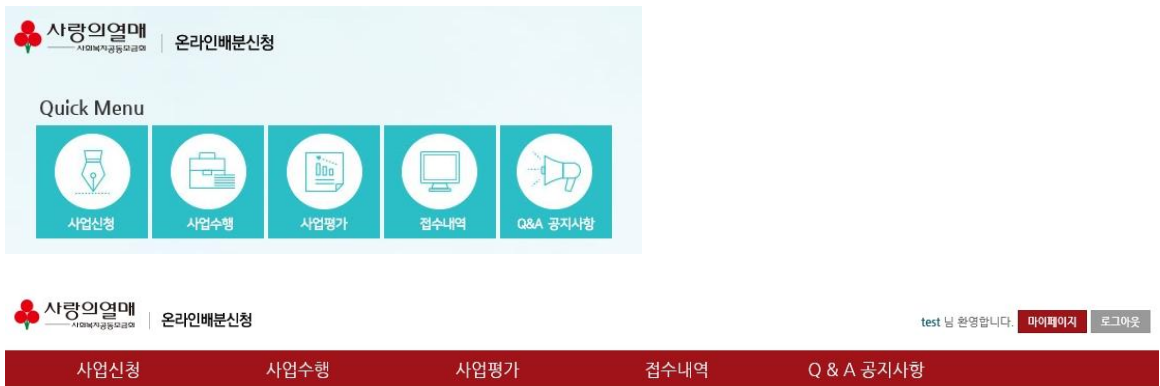 사랑의열매
사회복지공동모금회
온라인배분신청
Quick Menu
사업신청
사업수행
사업평가
접수내역
Q&A 공지사항
사랑의열매
사회복지공동모금회
온라인배분신청
test 님 환영합니다. 마이페이지 로그아웃
사업신청 사업수행 사업평가 접수내역 Q & A 공지사항